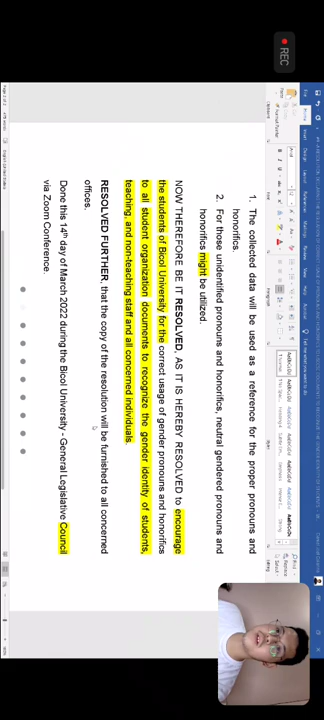 REC
1. The collected data will be used as a reference for the proper pronouns and
honorifics.
2. For those unidentified pronouns and honorifics, neutral gendered pronouns and
honorifics might be utilized.
NOW THEREFORE BE IT RESOLVED, AS IT IS HEREBY RESOLVED to encourage
the students of Bicol University for the correct usage of gender pronouns and honorifics
to all student organization documents to recognize the gender identity of students,
teaching, and non-teaching staff and all concerned individuals.
RESOLVED FURTHER, that the copy of the resolution will be furnished to all concerned
offices.
Done this 14th day of March 2022 during the Bicol University - General Legislative Council
via Zoom Conference.